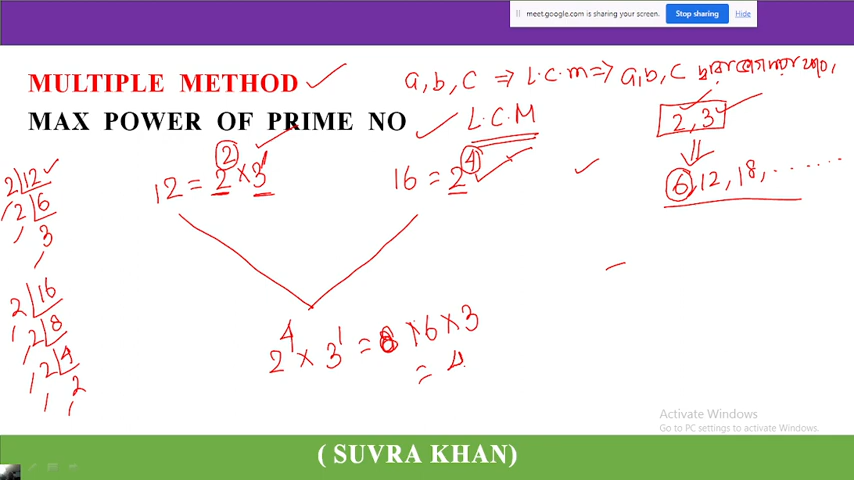 meet.google.com is sharing your screen. Stop sharing Hide
MULTIPLE METHOD
a, b, c ⇒ L.C.m ⇒ a, b, c
MAX POWER OF PRIME NO
L.C.M
2, 3
⇓
6, 12, 18, ......
12 = 2² × 3¹
16 = 2⁴
2 | 12
2 | 6
3
2 | 16
2 | 8
2 | 4
2
2⁴ × 3¹ = 16 × 3
= 4
Activate Windows
Go to PC settings to activate Windows.
( SUVRA KHAN)